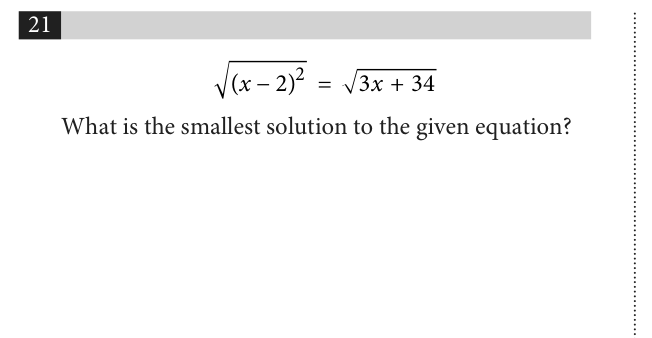 21
√(x − 2)² = √3x + 34
What is the smallest solution to the given equation?